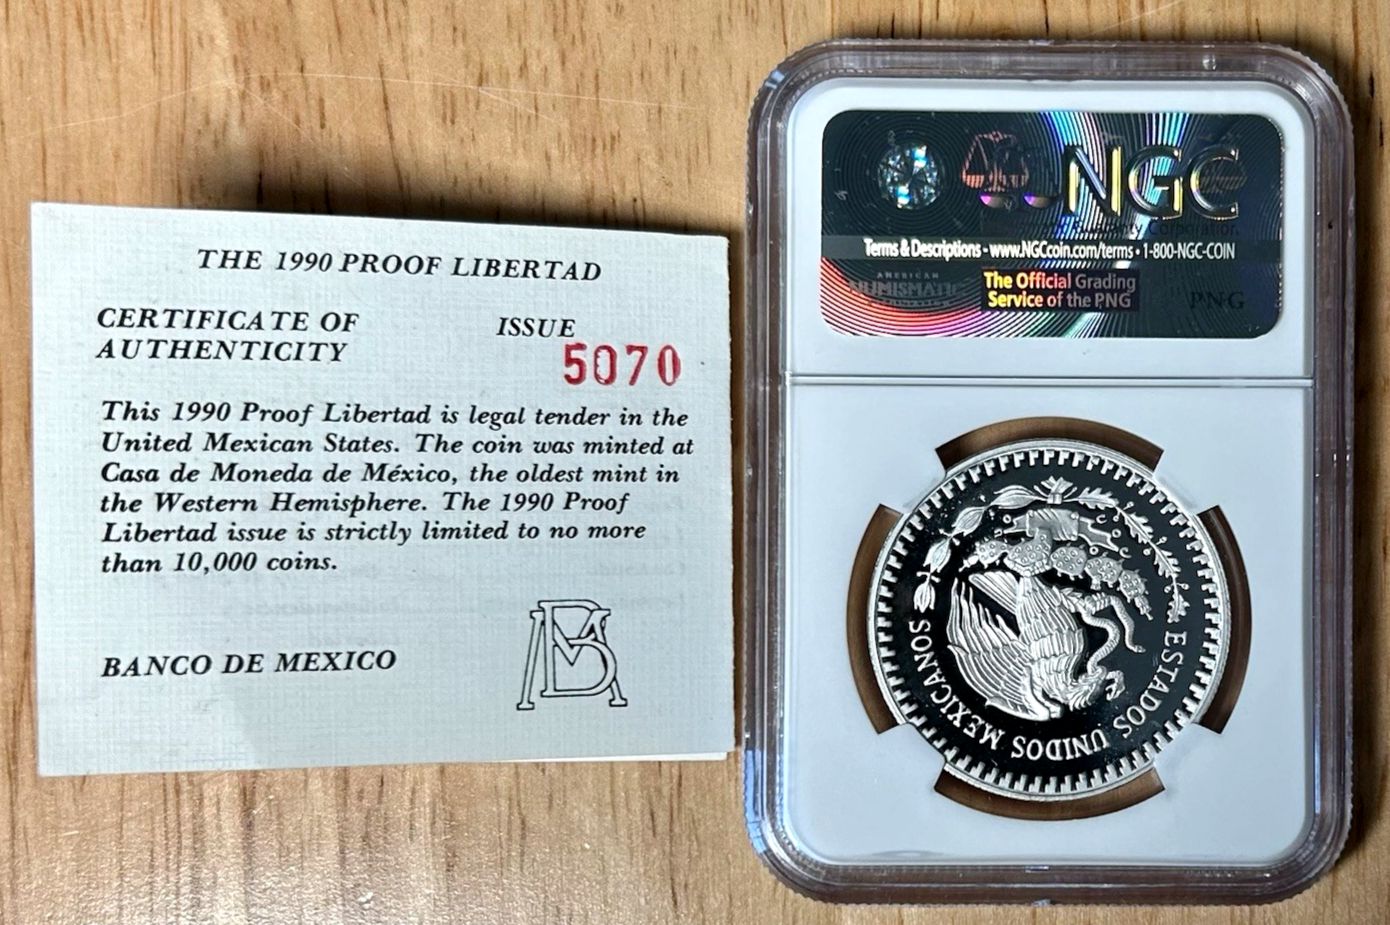 THE 1990 PROOF LIBERTAD
CERTIFICATE OF
AUTHENTICITY
ISSUE
5070
This 1990 Proof Libertad is legal tender in the
United Mexican States. The coin was minted at
Casa de Moneda de México, the oldest mint in
the Western Hemisphere. The 1990 Proof
Libertad issue is strictly limited to no more
than 10,000 coins.
BANCO DE MEXICO
NGC
Corporation
Terms & Descriptions - www.NGCcoin.com/terms • 1-800-NGC-COIN
AMERICAN
NUMISMATIC
The Official Grading
Service of the PNG
PNG
ESTADOS UNIDOS MEXICANOS